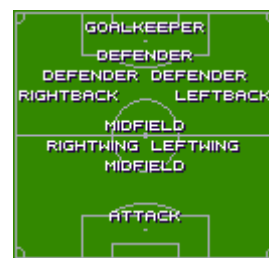 GOALKEEPER
DEFENDER
DEFENDER DEFENDER
RIGHTBACK LEFTBACK
MIDFIELD
RIGHTWING LEFTWING
MIDFIELD
ATTACK